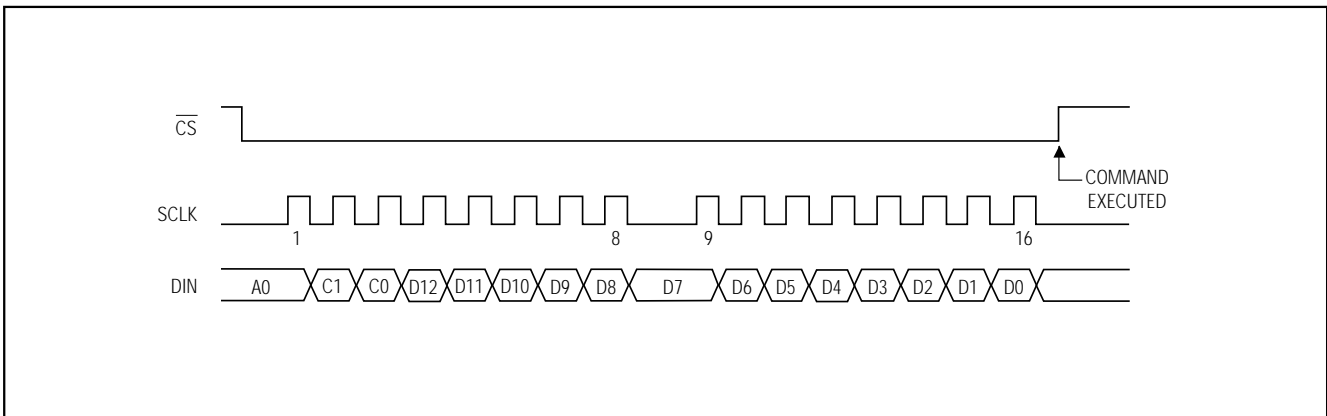 CS
COMMAND
EXECUTED
SCLK
1 8 9 16
DIN A0 C1 C0 D12 D11 D10 D9 D8 D7 D6 D5 D4 D3 D2 D1 D0